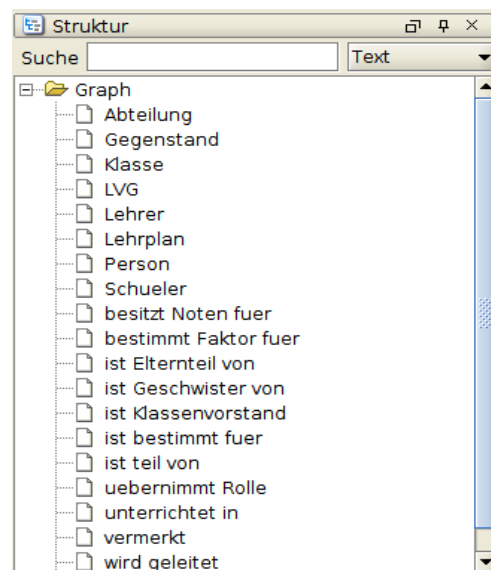 Struktur
Suche Text
Graph
Abteilung
Gegenstand
Klasse
LVG
Lehrer
Lehrplan
Person
Schueler
besitzt Noten fuer
bestimmt Faktor fuer
ist Elternteil von
ist Geschwister von
ist Klassenvorstand
ist bestimmt fuer
ist teil von
uebernimmt Rolle
unterrichtet in
vermerkt
wird geleitet